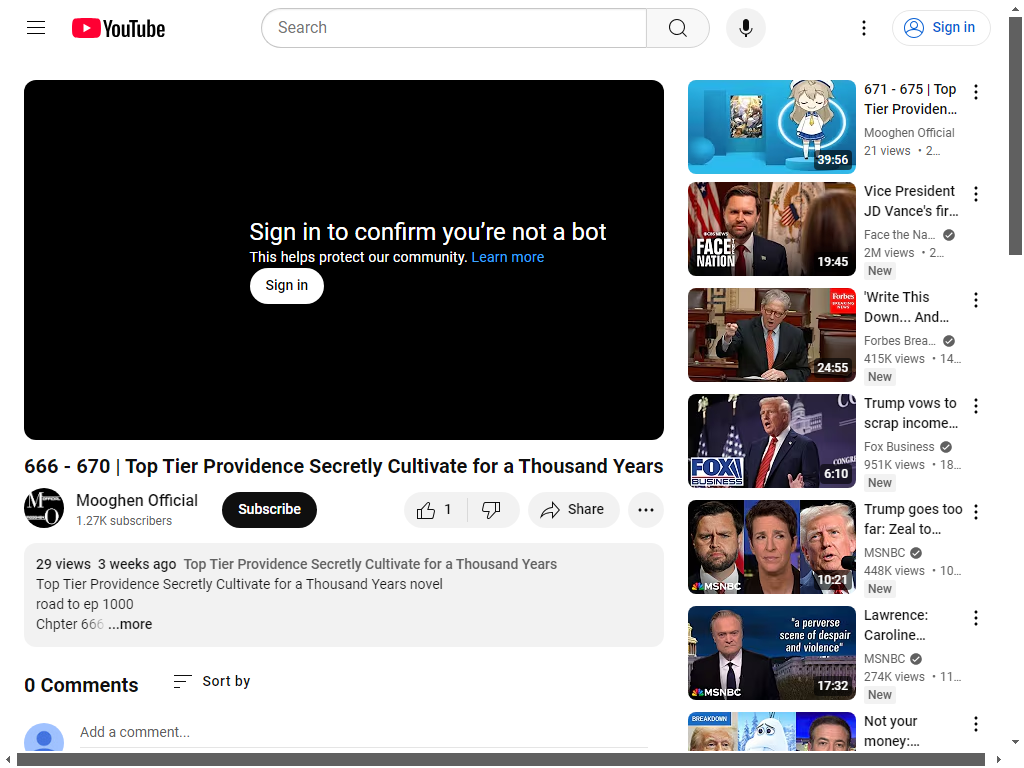 YouTube
Search
Sign in
Sign in to confirm you're not a bot
This helps protect our community. Learn more
Sign in
666 - 670 | Top Tier Providence Secretly Cultivate for a Thousand Years
Mooghen Official
1.27K subscribers
Subscribe
1
Share
29 views 3 weeks ago Top Tier Providence Secretly Cultivate for a Thousand Years
Top Tier Providence Secretly Cultivate for a Thousand Years novel
road to ep 1000
Chpter 666 ...more
0 Comments
Sort by
Add a comment...
39:56
671 - 675 | Top
Tier Providen...
Mooghen Official
21 views • 2...
CBS NEWS
FACE THE NATION
19:45
Vice President
JD Vance's fir...
Face the Na...
2M views • 2...
New
Forbes
BREAKING NEWS
24:55
'Write This
Down... And...
Forbes Brea...
415K views • 14...
New
FOX
BUSINESS
6:10
Trump vows to
scrap income...
Fox Business
951K views • 18...
New
MSNBC
10:21
Trump goes too
far: Zeal to...
MSNBC
448K views • 10...
New
"a perverse
scene of despair
and violence"
MSNBC
17:32
Lawrence:
Caroline...
MSNBC
274K views • 11...
New
BREAKDOWN
Not your
money:...